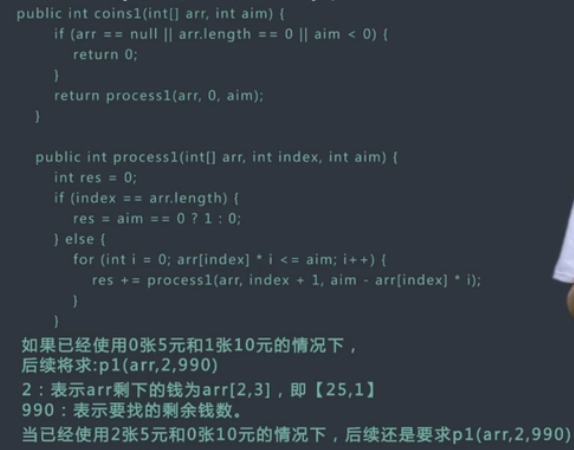 public int coins1(int[] arr, int aim) {
if (arr == null || arr.length == 0 || aim < 0) {
return 0;
}
return process1(arr, 0, aim);
}
public int process1(int[] arr, int index, int aim) {
int res = 0;
if (index == arr.length) {
res = aim == 0 ? 1 : 0;
} else {
for (int i = 0; arr[index] * i <= aim; i++) {
res += process1(arr, index + 1, aim - arr[index] * i);
}
}
如果已经使用0张5元和1张10元的情况下，
后续将求:p1(arr,2,990)
2：表示arr剩下的钱为arr[2,3]，即【25,1】
990：表示要找的剩余钱数。
当已经使用2张5元和0张10元的情况下，后续还是要求p1(arr,2,990)